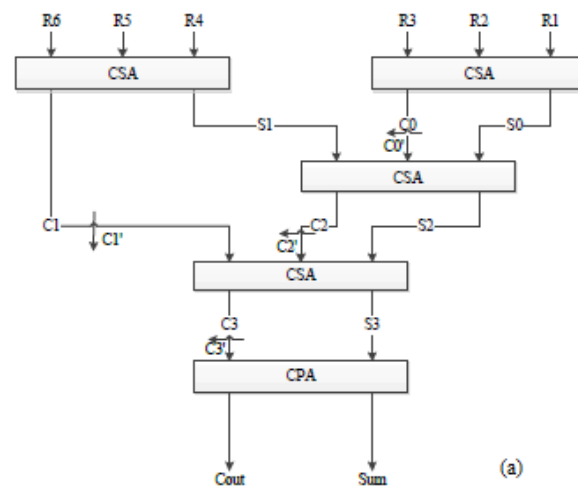 R6 R5 R4 R3 R2 R1
CSA CSA
S1 C0 S0
C0'
CSA
C1 C2 S2
C1' C2'
CSA
C3 S3
C3'
CPA
Cout Sum (a)